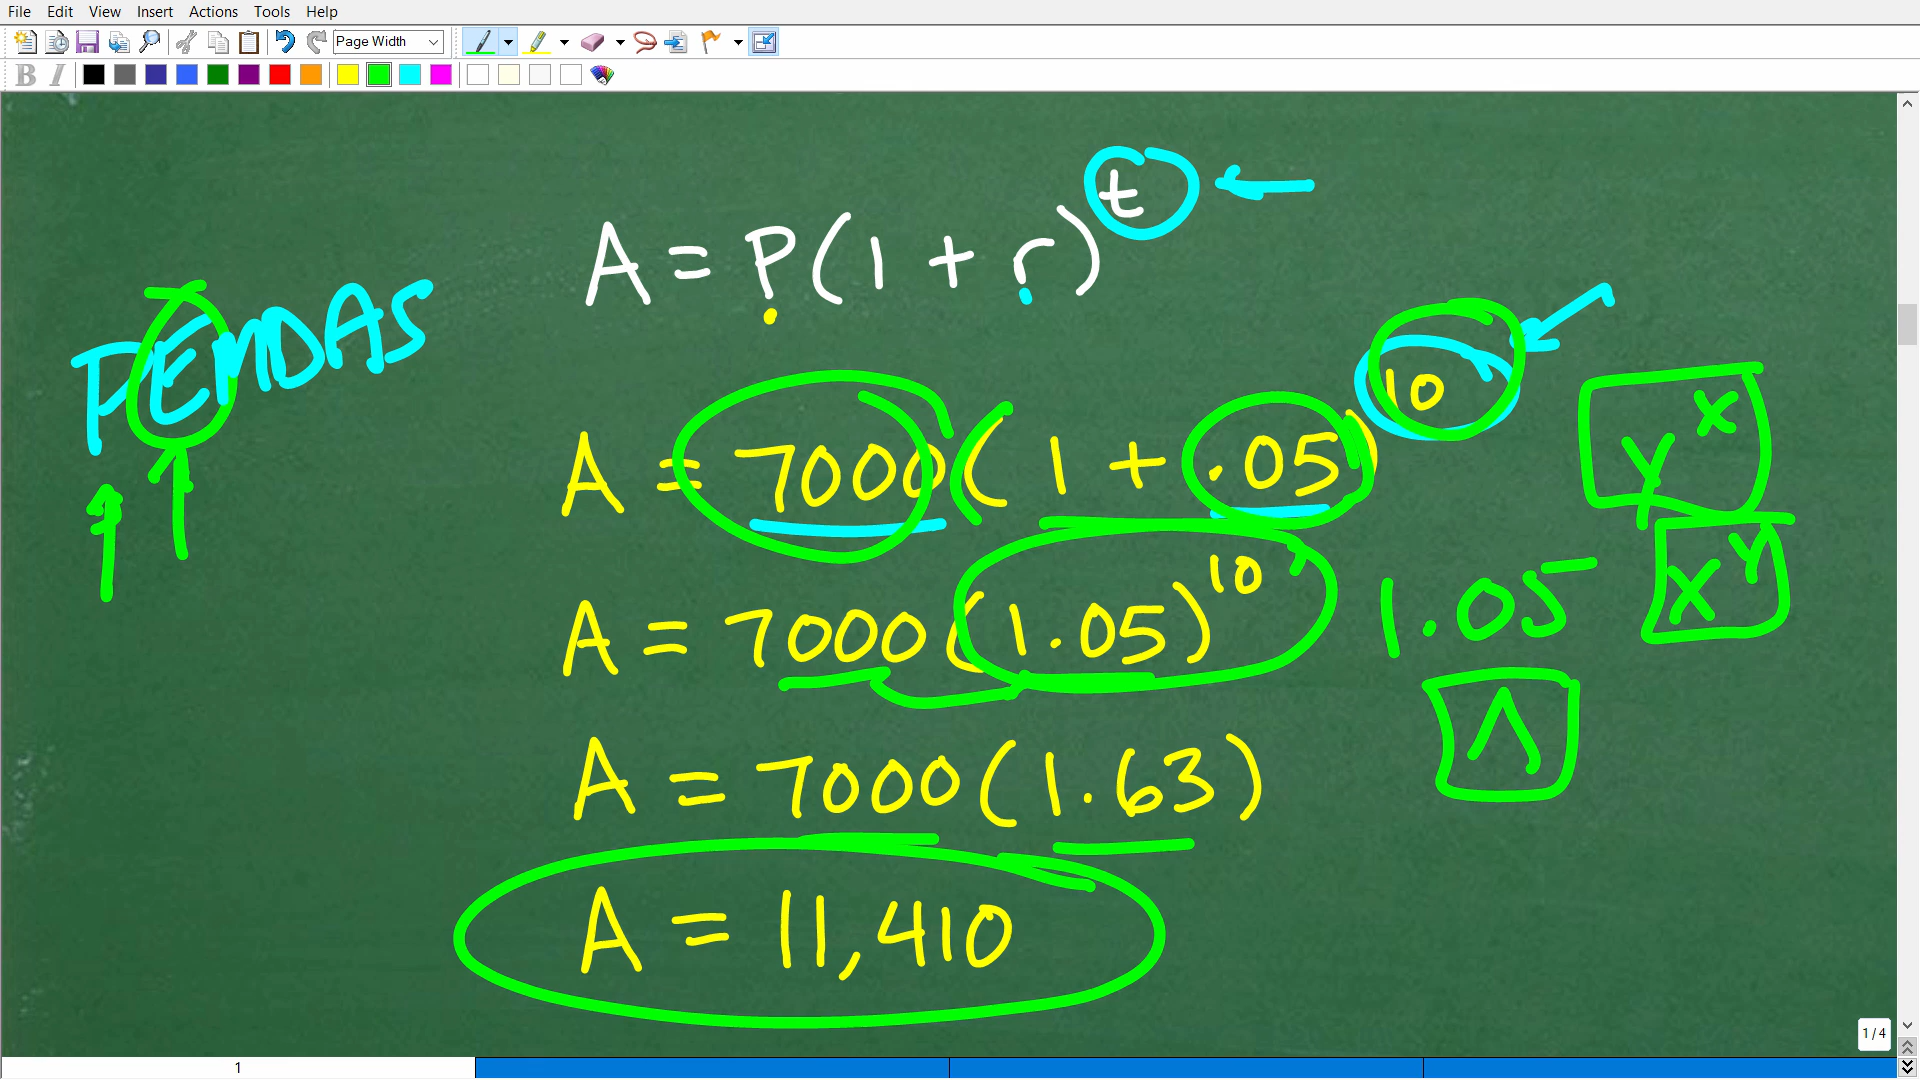 File Edit View Insert Actions Tools Help
Page Width
B I
A = P(1 + r)^t
PEMDAS
A = 7000(1 + .05)^10
y^x
x^y
A = 7000(1.05)^10
1.05
^
A = 7000(1.63)
A = 11,410
1 / 4
1